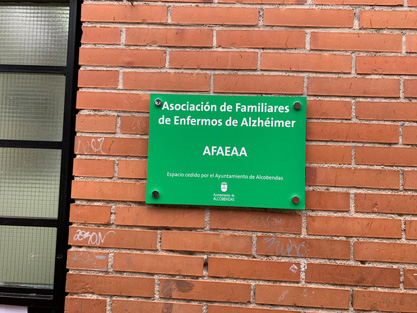 Asociación de Familiares
de Enfermos de Alzhéimer
AFAEAA
Espacio cedido por el Ayuntamiento de Alcobendas
Ayuntamiento de
ALCOBENDAS